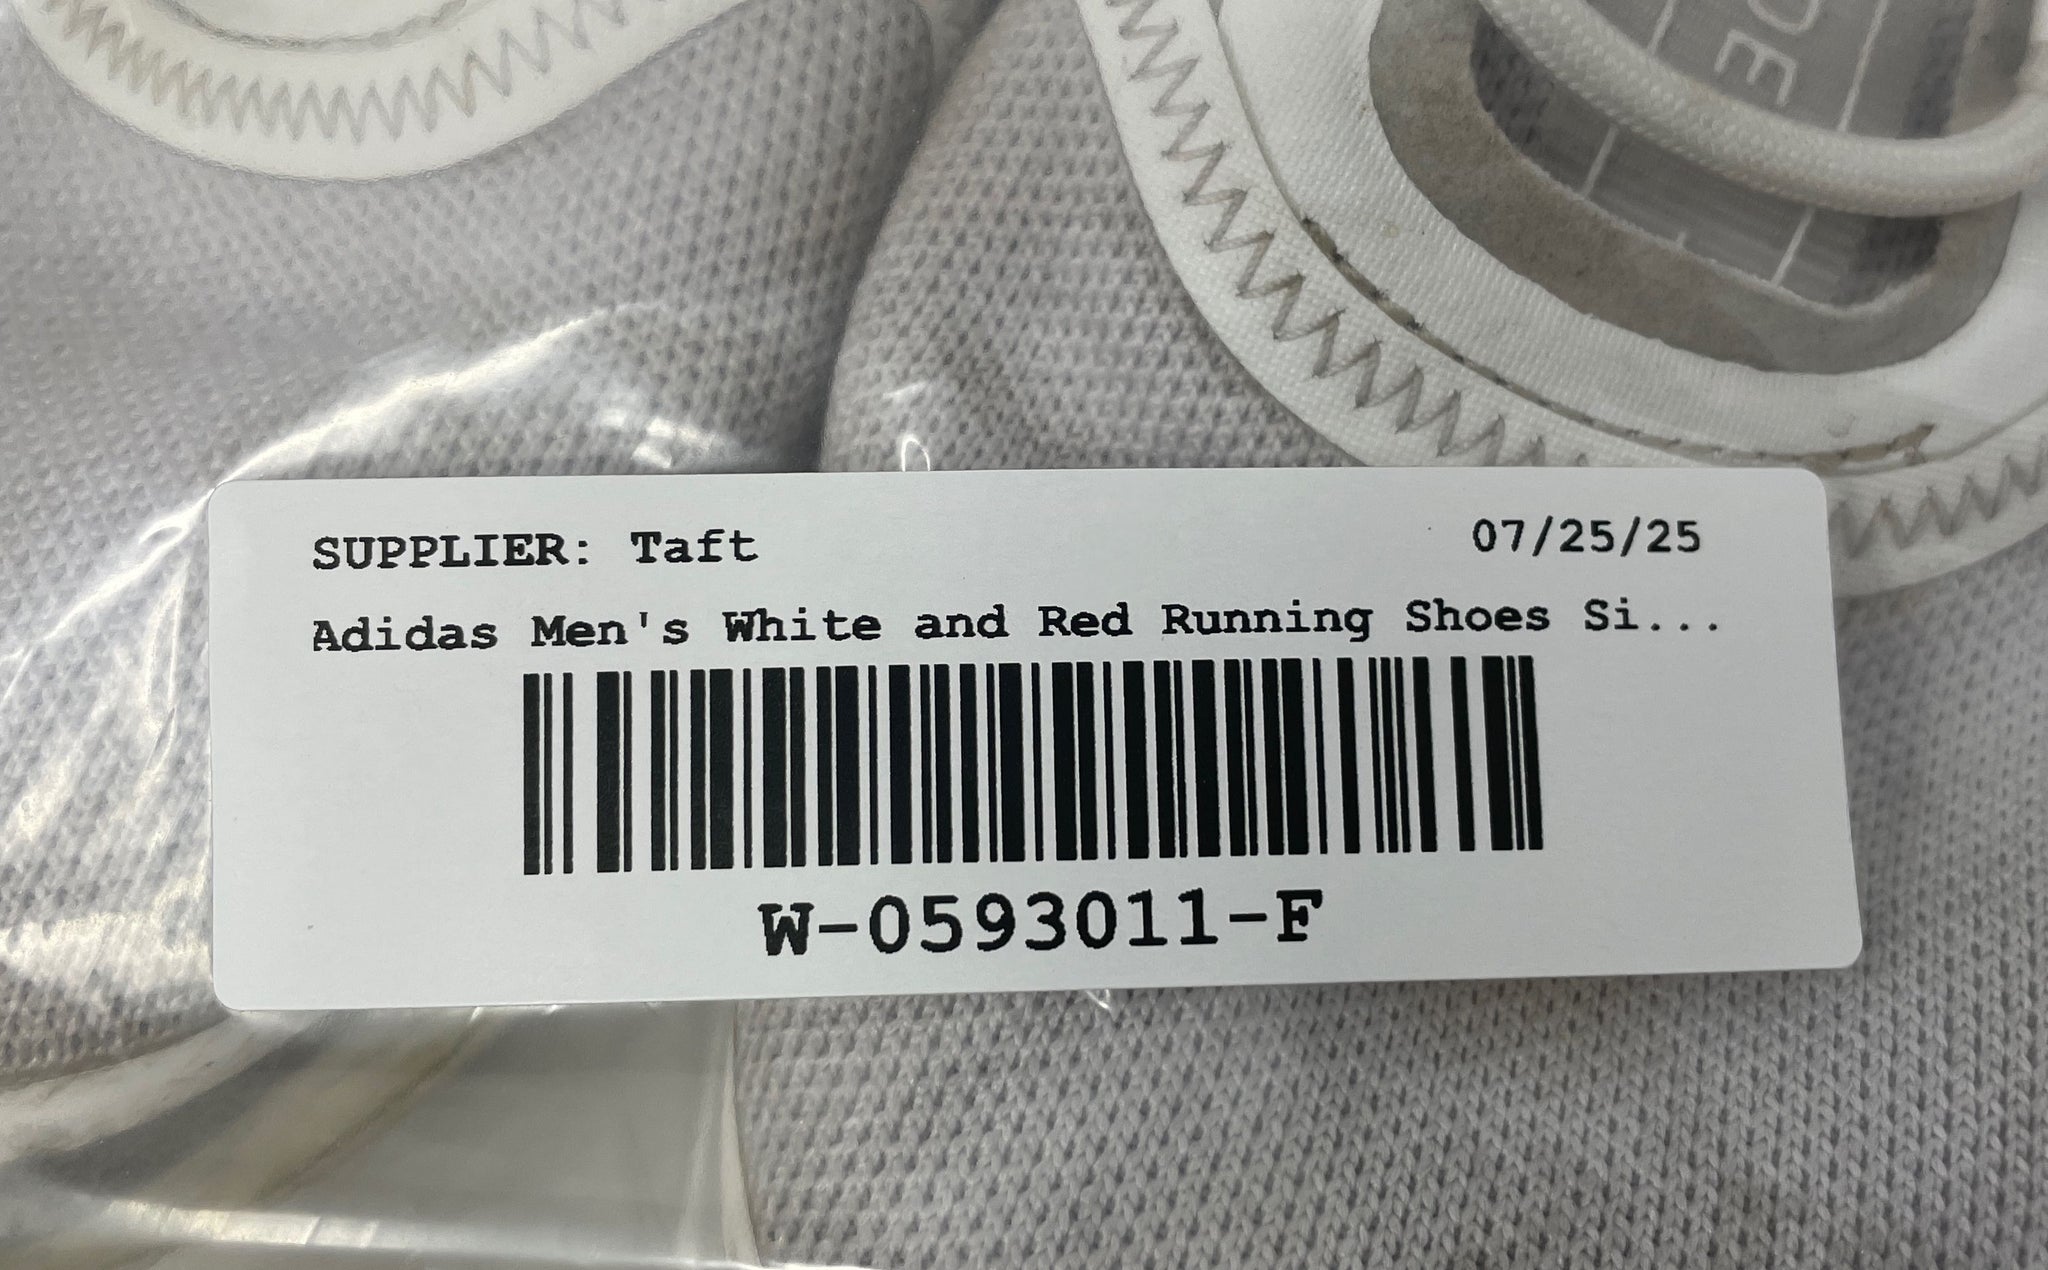 SUPPLIER: Taft 07/25/25
Adidas Men's White and Red Running Shoes Si...
W-0593011-F